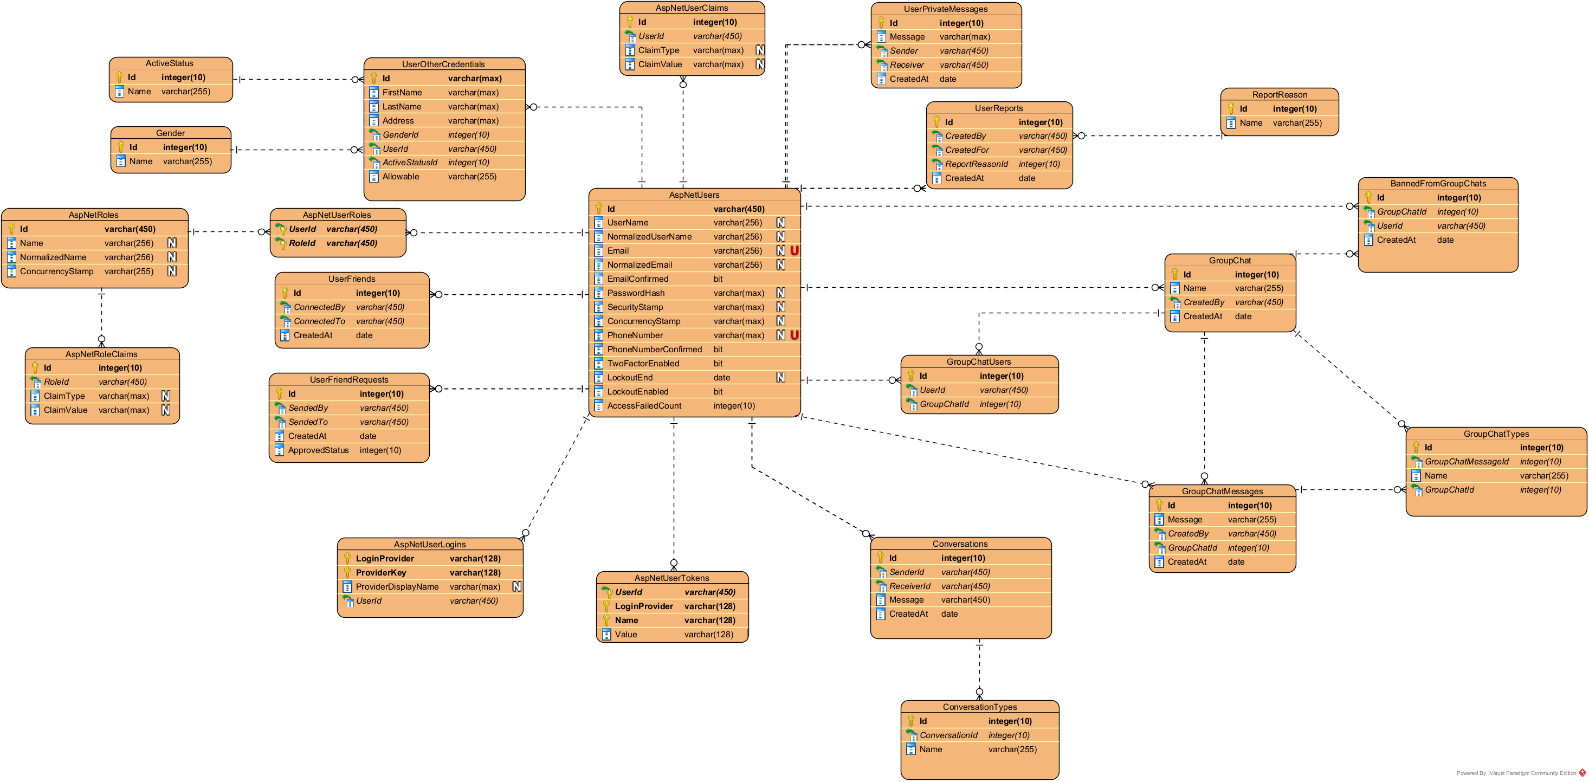 AspNetUserClaims
Id integer(10)
UserId varchar(450)
ClaimType varchar(max) N
ClaimValue varchar(max) N
UserPrivateMessages
Id integer(10)
Message varchar(max)
Sender varchar(450)
Receiver varchar(450)
CreatedAt date
ActiveStatus
Id integer(10)
Name varchar(255)
UserOtherCredentials
Id varchar(max)
FirstName varchar(max)
LastName varchar(max)
Address varchar(max)
GenderId integer(10)
UserId varchar(450)
ActiveStatusId integer(10)
Allowable varchar(255)
Gender
Id integer(10)
Name varchar(255)
UserReports
Id integer(10)
CreatedBy varchar(450)
CreatedFor varchar(450)
ReportReasonId integer(10)
CreatedAt date
ReportReason
Id integer(10)
Name varchar(255)
AspNetRoles
Id varchar(450)
Name varchar(256) N
NormalizedName varchar(256) N
ConcurrencyStamp varchar(255) N
AspNetUserRoles
UserId varchar(450)
RoleId varchar(450)
AspNetUsers
Id varchar(450)
UserName varchar(256) N
NormalizedUserName varchar(256) N
Email varchar(256) N U
NormalizedEmail varchar(256) N
EmailConfirmed bit
PasswordHash varchar(max) N
SecurityStamp varchar(max) N
ConcurrencyStamp varchar(max) N
PhoneNumber varchar(max) N U
PhoneNumberConfirmed bit
TwoFactorEnabled bit
LockoutEnd date N
LockoutEnabled bit
AccessFailedCount integer(10)
BannedFromGroupChats
Id integer(10)
GroupChatId integer(10)
UserId varchar(450)
CreatedAt date
GroupChat
Id integer(10)
Name varchar(255)
CreatedBy varchar(450)
CreatedAt date
UserFriends
Id integer(10)
ConnectedBy varchar(450)
ConnectedTo varchar(450)
CreatedAt date
AspNetRoleClaims
Id integer(10)
RoleId varchar(450)
ClaimType varchar(max) N
ClaimValue varchar(max) N
UserFriendRequests
Id integer(10)
SendedBy varchar(450)
SendedTo varchar(450)
CreatedAt date
ApprovedStatus integer(10)
GroupChatUsers
Id integer(10)
UserId varchar(450)
GroupChatId integer(10)
GroupChatTypes
Id integer(10)
GroupChatMessageId integer(10)
Name varchar(255)
GroupChatId integer(10)
GroupChatMessages
Id integer(10)
Message varchar(255)
CreatedBy varchar(450)
GroupChatId integer(10)
CreatedAt date
AspNetUserLogins
LoginProvider varchar(128)
ProviderKey varchar(128)
ProviderDisplayName varchar(max) N
UserId varchar(450)
AspNetUserTokens
UserId varchar(450)
LoginProvider varchar(128)
Name varchar(128)
Value varchar(128)
Conversations
Id integer(10)
SenderId varchar(450)
ReceiverId varchar(450)
Message varchar(450)
CreatedAt date
ConversationTypes
Id integer(10)
ConversationId integer(10)
Name varchar(255)
Powered By Visual Paradigm Community Edition